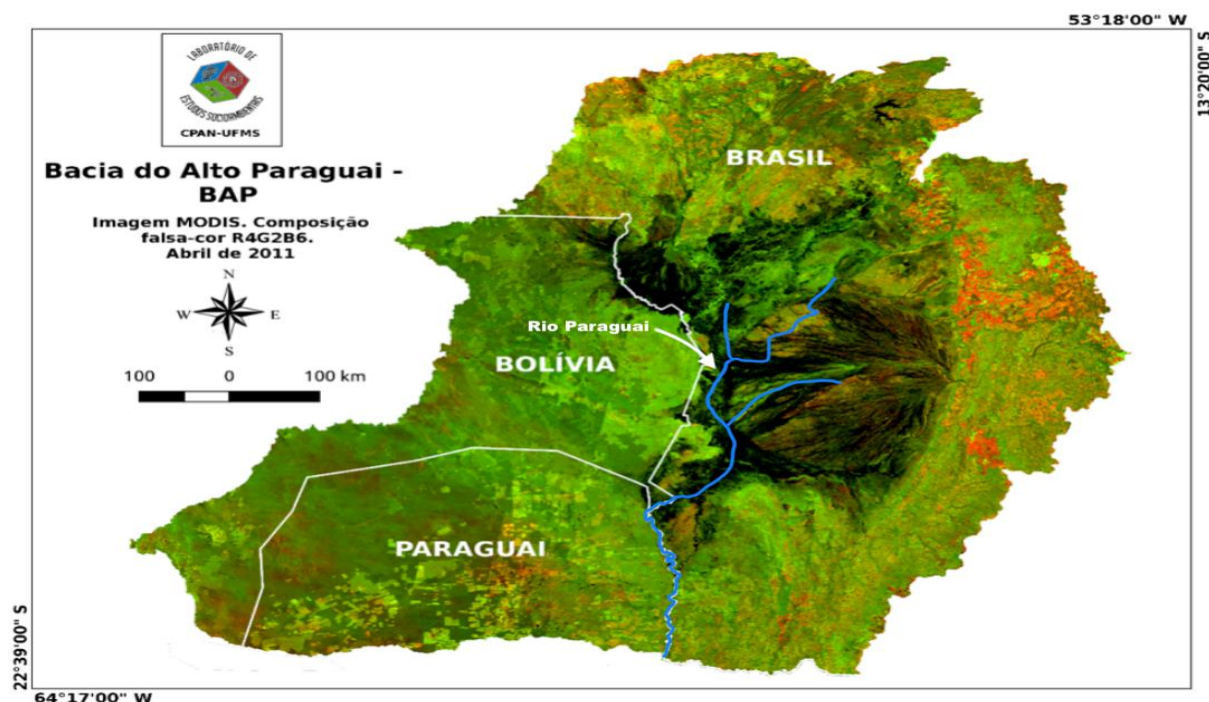 53°18'00" W
13°20'00" S
LABORATÓRIO DE
ESTUDOS SOCIOAMBIENTAIS
CPAN-UFMS
Bacia do Alto Paraguai -
BAP
Imagem MODIS. Composição
falsa-cor R4G2B6.
Abril de 2011
N
W E
S
100 0 100 km
BRASIL
Rio Paraguai
BOLÍVIA
PARAGUAI
22°39'00" S
64°17'00" W